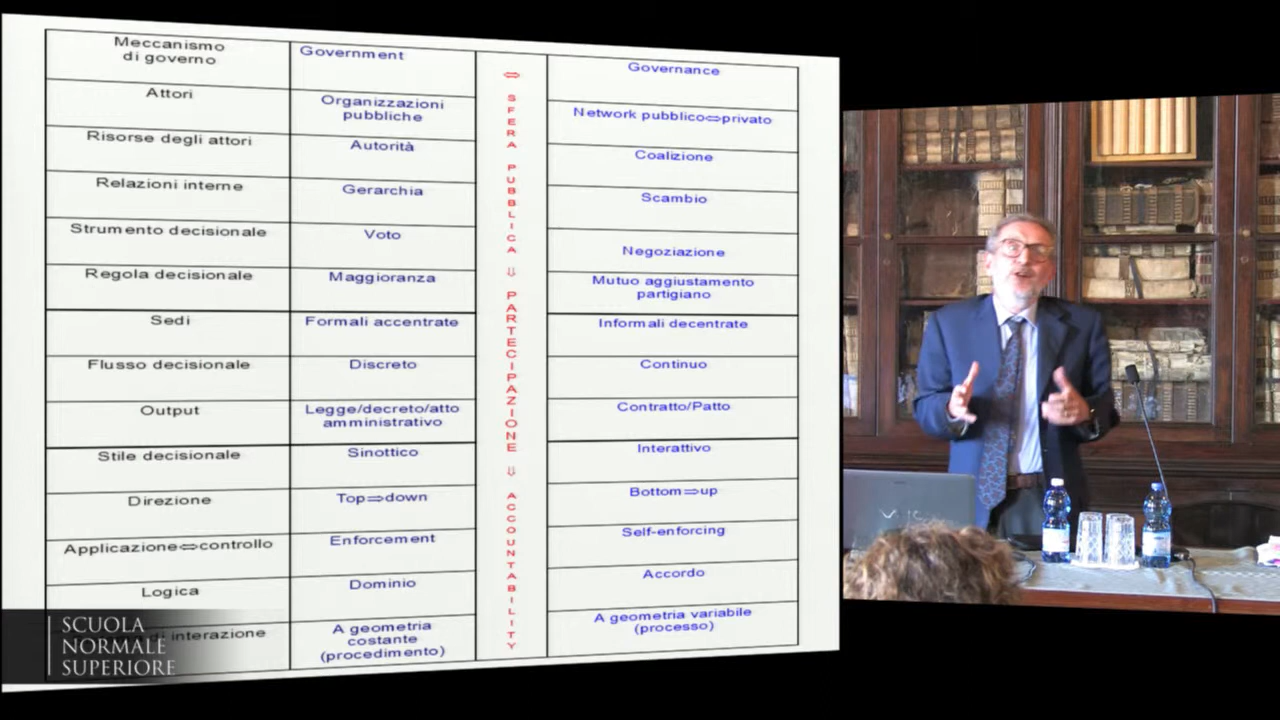 Meccanismo
di governo
Government
Governance
Attori
Organizzazioni
pubbliche
Network pubblico⇔privato
Risorse degli attori
Autorità
Coalizione
Relazioni interne
Gerarchia
Scambio
Strumento decisionale
Voto
Negoziazione
Regola decisionale
Maggioranza
Mutuo aggiustamento
partigiano
Sedi
Formali accentrate
Informali decentrate
Flusso decisionale
Discreto
Continuo
Output
Legge/decreto/atto
amministrativo
Contratto/Patto
Stile decisionale
Sinottico
Interattivo
Direzione
Top⇒down
Bottom⇒up
Applicazione⇔controllo
Enforcement
Self-enforcing
Logica
Dominio
Accordo
di interazione
A geometria
costante
(procedimento)
A geometria variabile
(processo)
⇔ SFERA PUBBLICA ⇓ PARTECIPAZIONE ⇓ ACCOUNTABILITY
SCUOLA
NORMALE
SUPERIORE